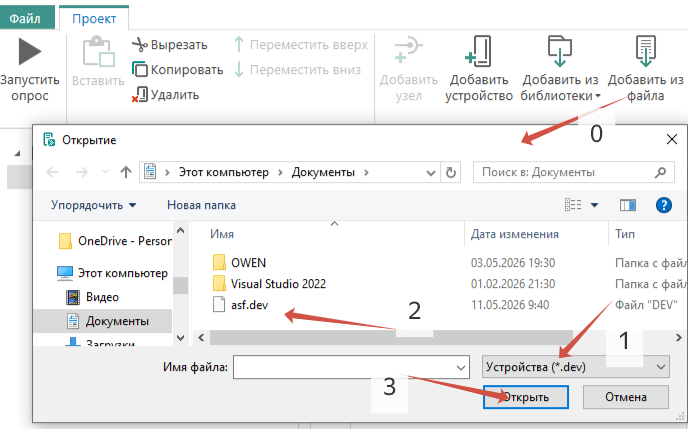 Файл Проект
Запустить опрос
Вставить
Вырезать
Копировать
Удалить
Переместить вверх
Переместить вниз
Добавить узел
Добавить устройство
Добавить из библиотеки
Добавить из файла
0
Открытие
Этот компьютер Документы
Поиск в: Документы
Упорядочить Новая папка
Имя Дата изменения Тип
OneDrive - Person
Этот компьютер
Видео
Документы
Загрузки
OWEN 03.05.2026 19:30 Папка с файл
Visual Studio 2022 01.02.2026 21:30 Папка с файл
asf.dev 11.05.2026 9:40 Файл "DEV"
2
1
Имя файла: Устройства (*.dev)
3
Открыть Отмена